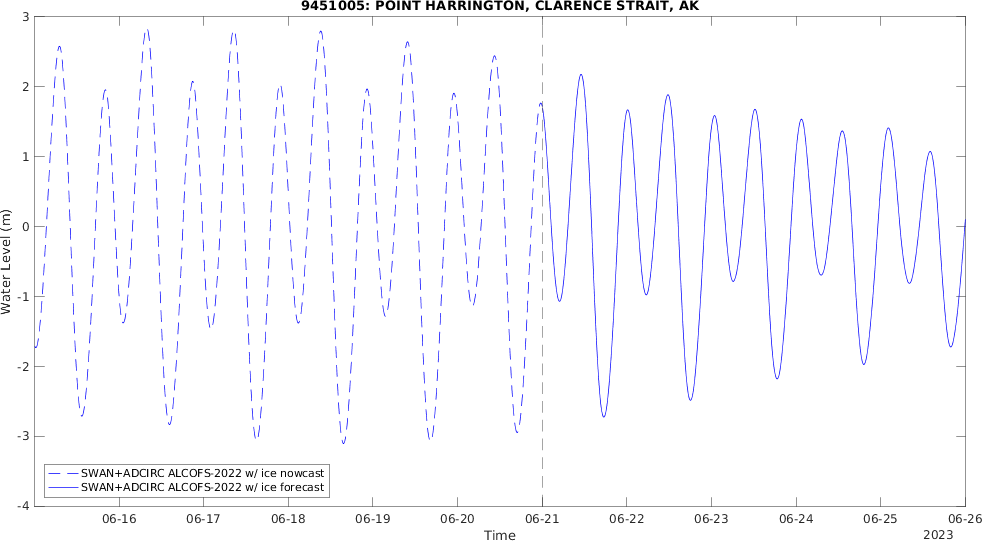 9451005: POINT HARRINGTON, CLARENCE STRAIT, AK
3
2
1
0
-1
-2
-3
-4
Water Level (m)
SWAN+ADCIRC ALCOFS-2022 w/ ice nowcast
SWAN+ADCIRC ALCOFS-2022 w/ ice forecast
06-16 06-17 06-18 06-19 06-20 06-21 06-22 06-23 06-24 06-25 06-26
Time
2023